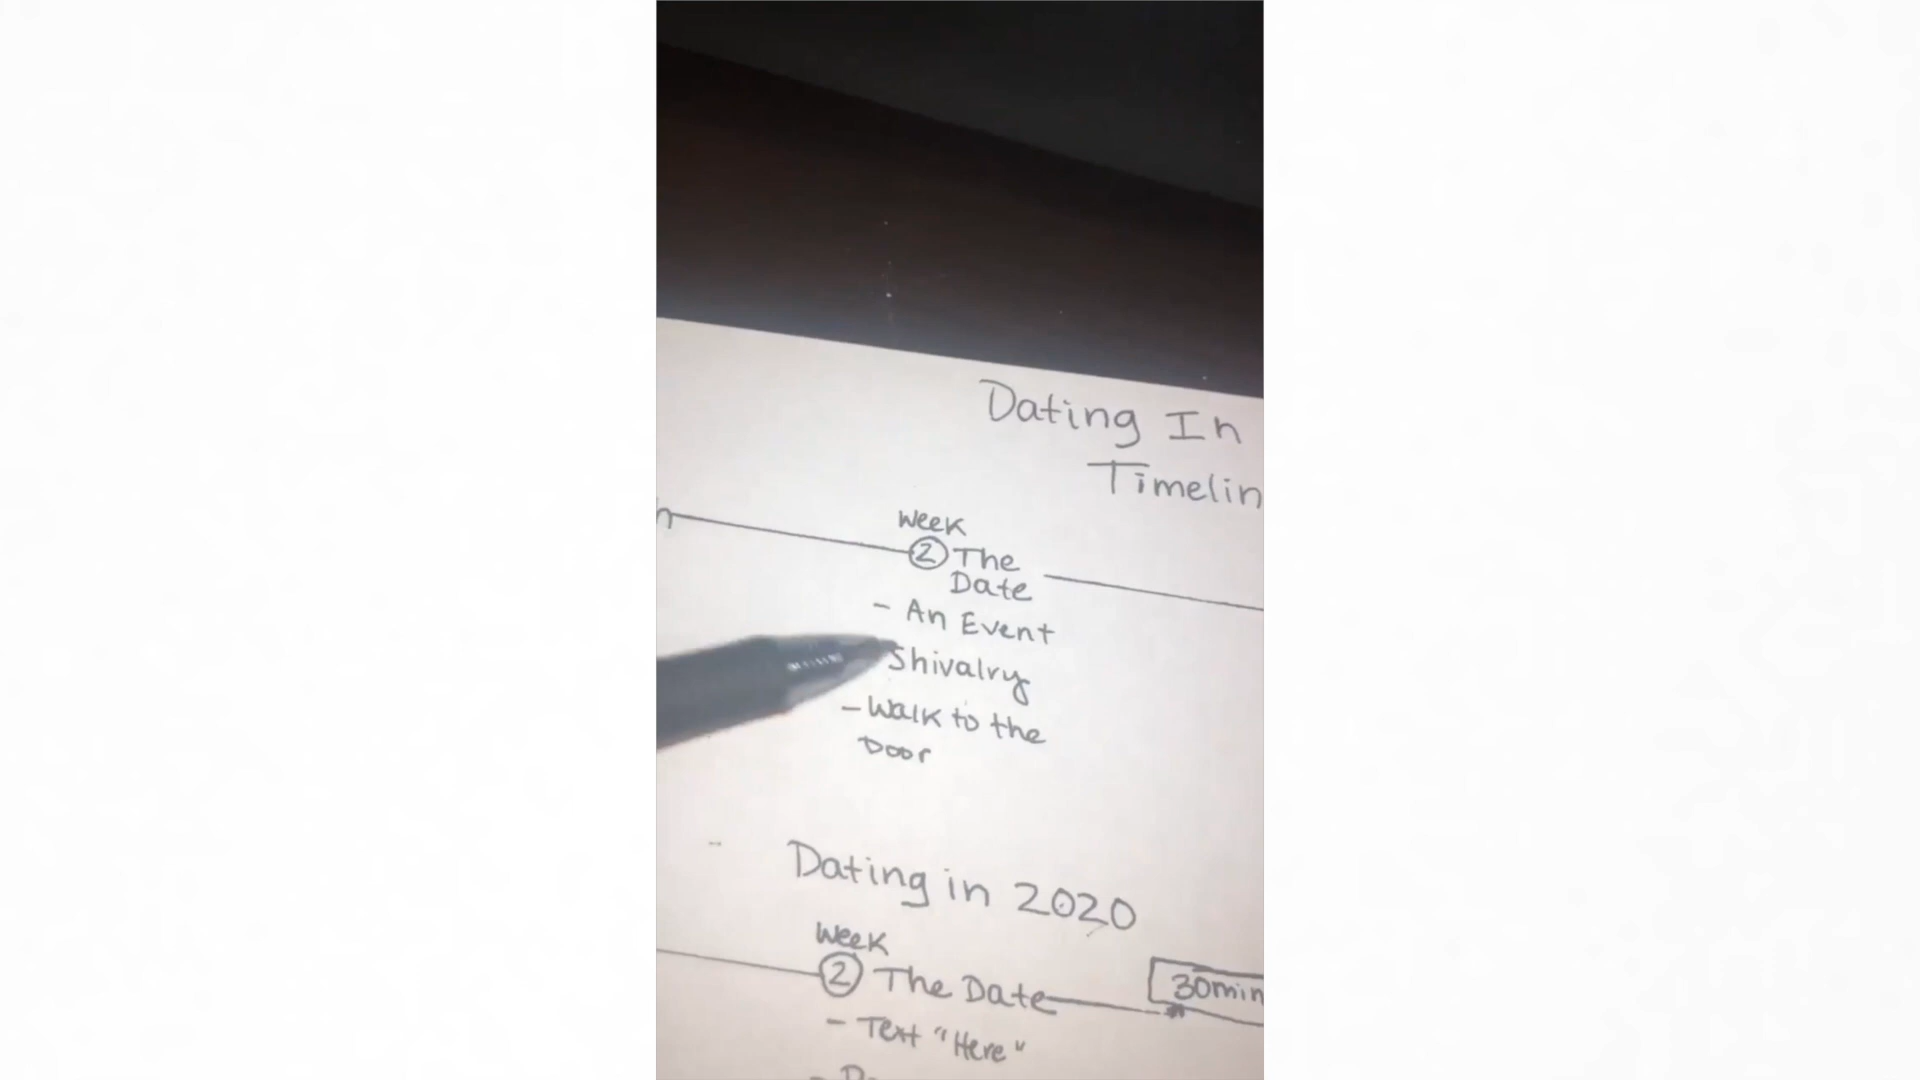 Dating In
Timelin
Week
② The
Date
- An Event
Shivalry
- Walk to the
Door
Dating in 2020
Week
② The Date
30min
- Text "Here"